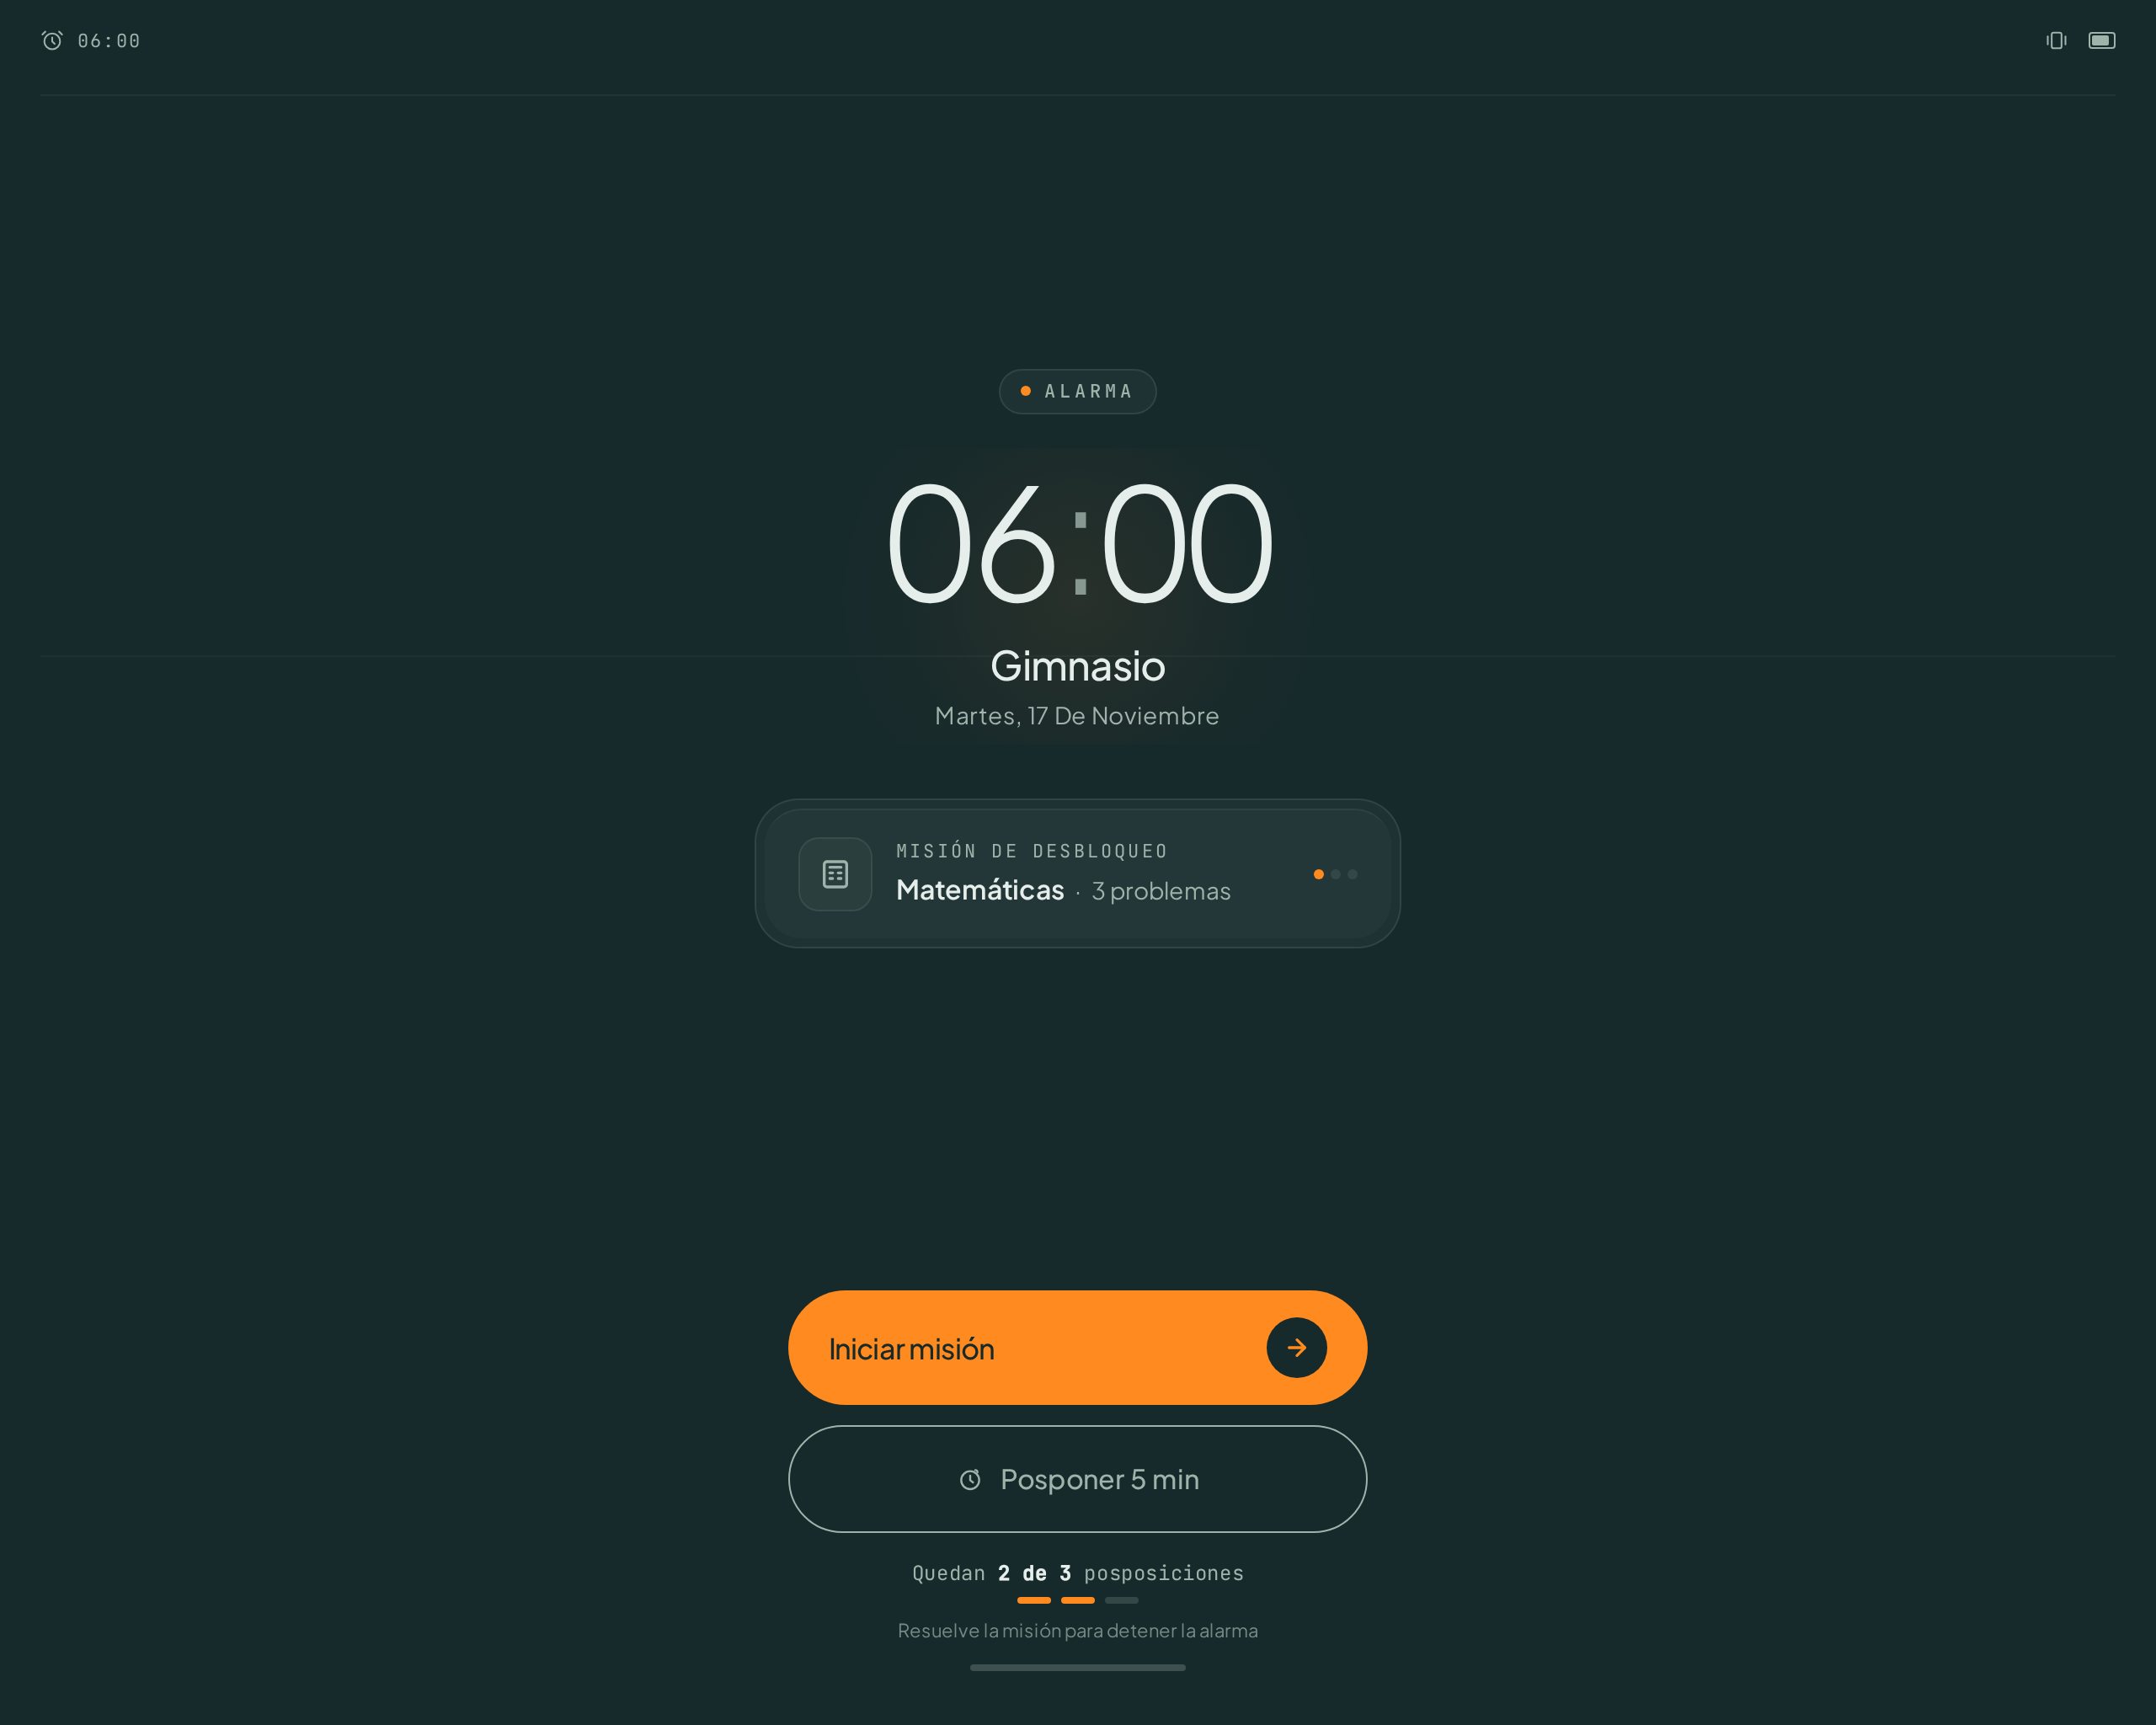 06:00
ALARMA
06:00
Gimnasio
Martes, 17 De Noviembre
MISIÓN DE DESBLOQUEO
Matemáticas · 3 problemas
Iniciar misión
Posponer 5 min
Quedan 2 de 3 posposiciones
Resuelve la misión para detener la alarma